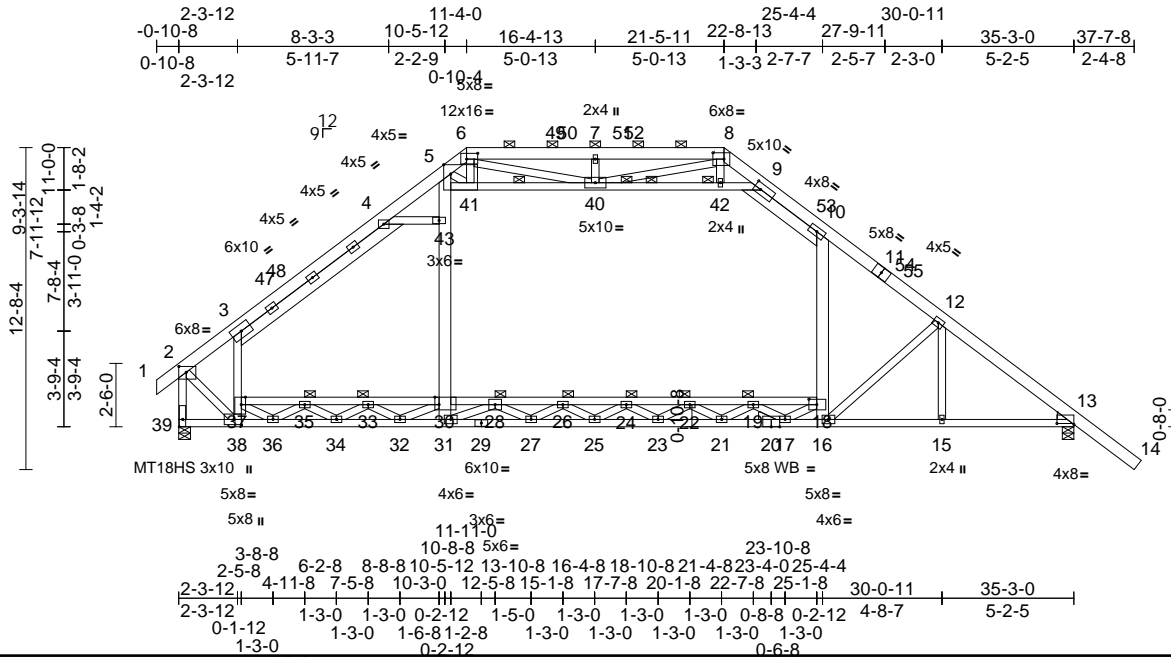 2-3-12 11-4-0 25-4-4 30-0-11
-0-10-8 8-3-3 10-5-12 16-4-13 21-5-11 22-8-13 27-9-11 35-3-0 37-7-8
0-10-8 5-11-7 2-2-9 5-0-13 5-0-13 1-3-3 2-7-7 2-5-7 2-3-0 5-2-5 2-4-8
2-3-12 0-10-4
5x8=
12x16= 2x4 II 6x8=
12
9
4x5= 6 49 50 7 51 52 8
5x10=
4x5 5 9
4x8
4x5 4 41 40 42 53 10
4x5 43 5x10= 2x4 II 5x8
6x10 3x6= 11 54 55 4x5
48
47
3 12
6x8=
2
1 13
39 37 35 33 30 28 26 24 22 19 18
38 36 34 32 31 29 27 25 23 21 20 17 16 15 14
MT18HS 3x10 II 6x10= 5x8 WB = 2x4 II 4x8=
5x8= 4x6= 5x8=
5x8 II 3x6= 4x6=
5x6=
12-8-4
9-3-14
7-11-12
11-0-0
1-8-2
1-4-2
0-3-8
7-8-4
3-11-0
3-9-4
3-9-4
2-6-0
0-10-8
0-8-0
11-11-0
3-8-8 10-8-8 23-10-8
2-5-8 6-2-8 8-8-8 10-5-12 13-10-8 16-4-8 18-10-8 21-4-8 23-4-0 25-4-4
2-3-12 4-11-8 7-5-8 10-3-0 12-5-8 15-1-8 17-7-8 20-1-8 22-7-8 25-1-8 30-0-11 35-3-0
2-3-12 1-3-0 1-3-0 0-2-12 1-5-0 1-3-0 1-3-0 1-3-0 0-8-8 0-2-12 4-8-7 5-2-5
0-1-12 1-3-0 1-6-8 1-2-8 1-3-0 1-3-0 1-3-0 1-3-0 1-3-0
1-3-0 0-2-12 0-6-8